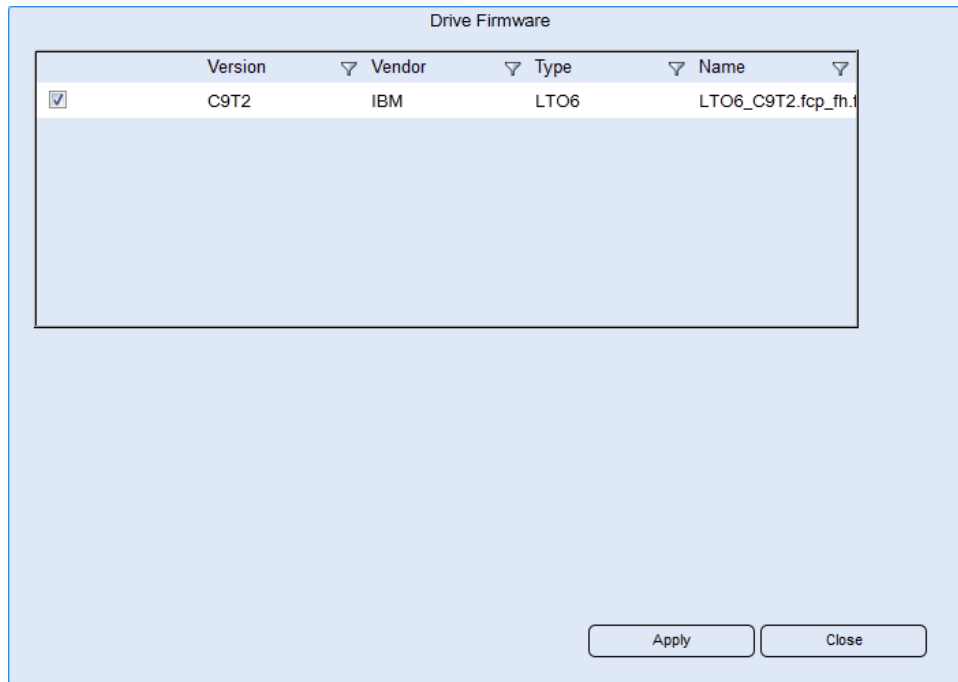 Drive Firmware
Version Vendor Type Name
C9T2 IBM LTO6 LTO6_C9T2.fcp_fh.f
Apply Close